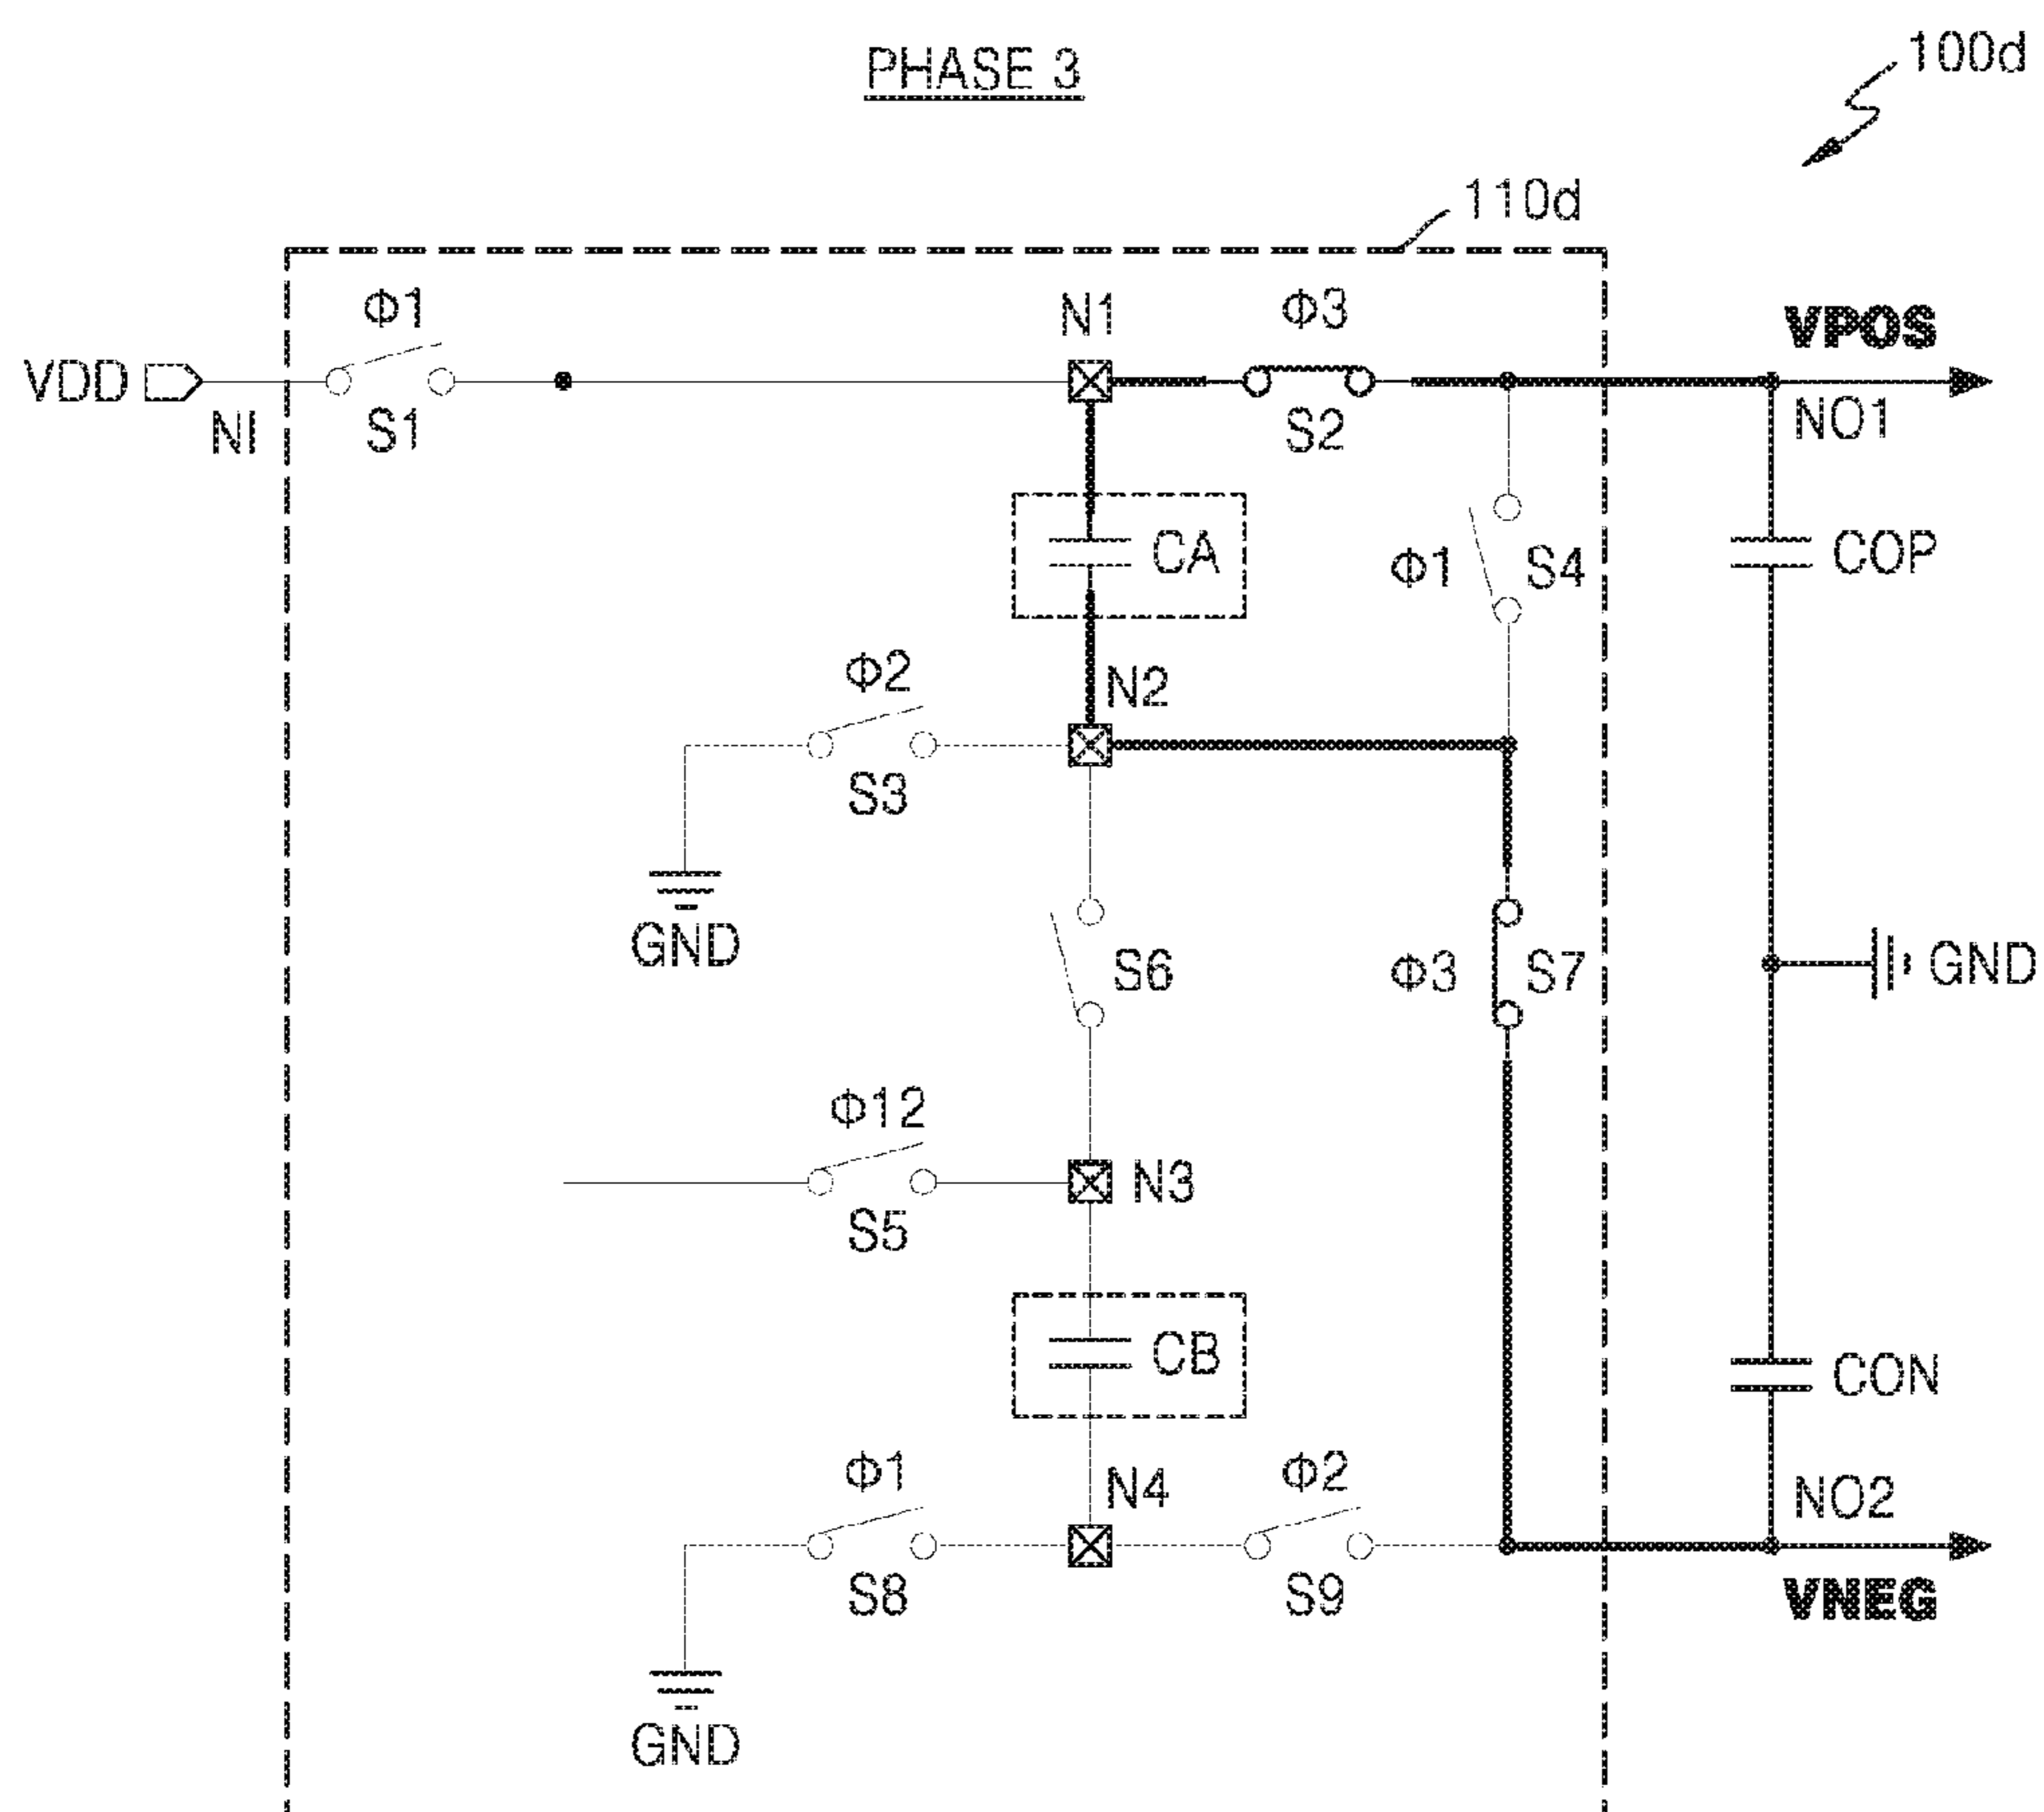 PHASE 3
100d
110d
Φ1
N1
Φ3
VPOS
VDD
NI
S1
S2
NO1
CA
Φ1
S4
COP
Φ2
N2
S3
GND
S6
Φ3
S7
GND
Φ12
N3
S5
CB
CON
Φ1
N4
Φ2
NO2
S8
S9
VNEG
GND